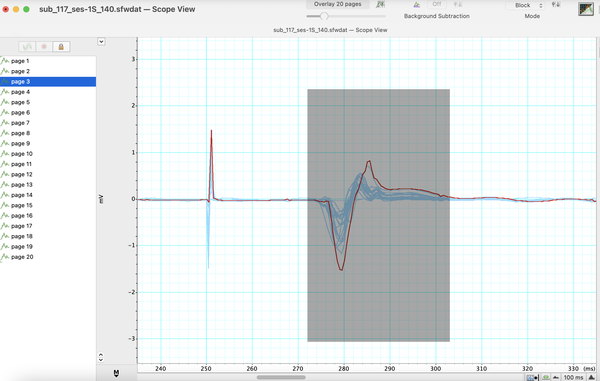 sub_117_ses-1S_140.sfwdat — Scope View
Overlay 20 pages
Off
Background Subtraction
Block
Mode
sub_117_ses-1S_140.sfwdat — Scope View
page 1
page 2
page 3
page 4
page 5
page 6
page 7
page 8
page 9
page 10
page 11
page 12
page 13
page 14
page 15
page 16
page 17
page 18
page 19
page 20
3
2
1
0
-1
-2
-3
mV
240
250
260
270
280
290
300
310
320
330
(ms)
M
100 ms